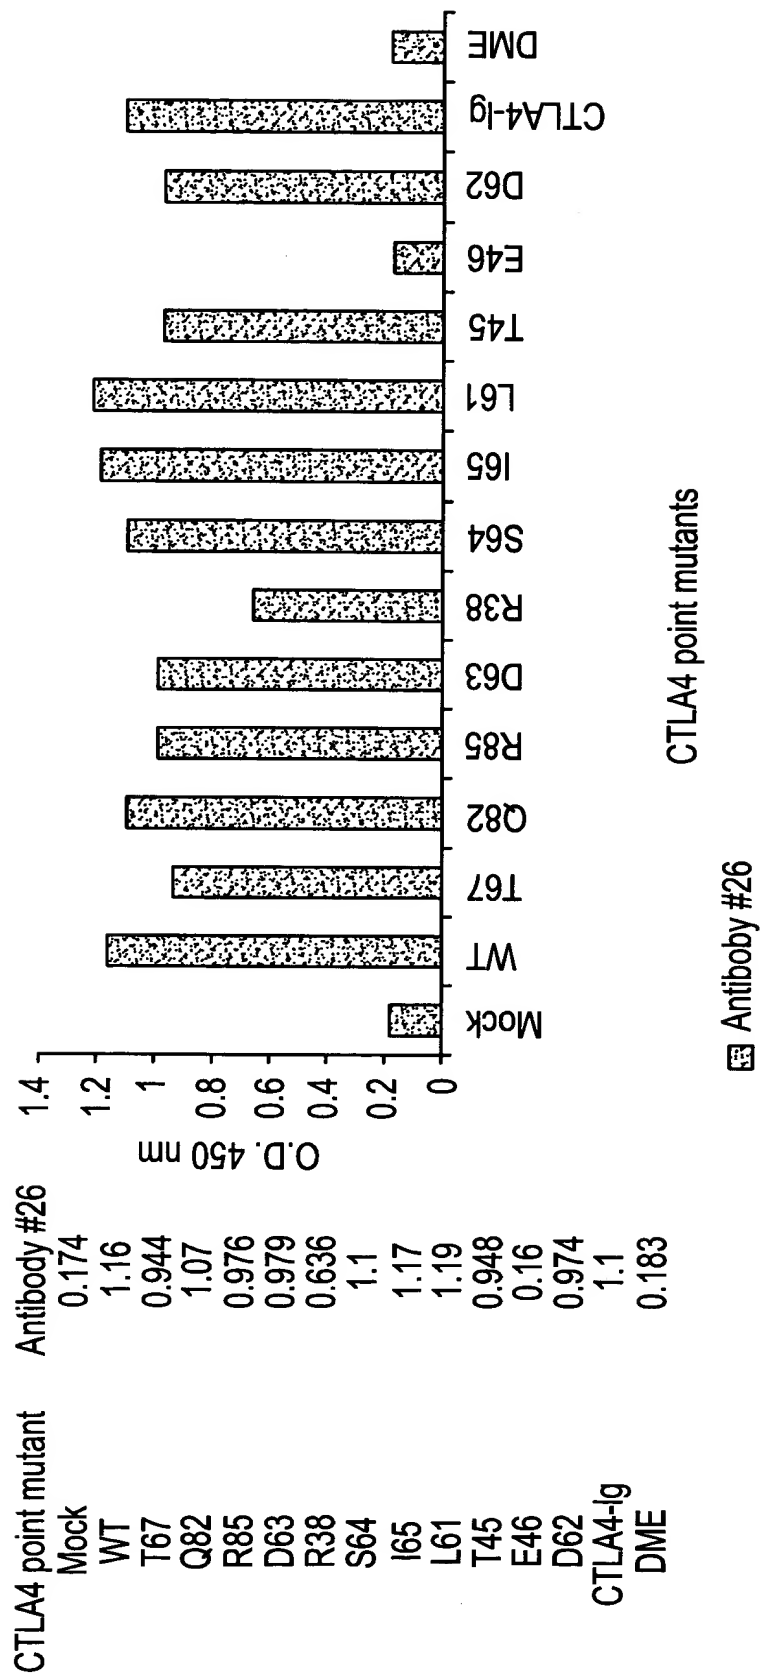 CTLA4 point mutant Antibody #26
Mock 0.174
WT 1.16
T67 0.944
Q82 1.07
R85 0.976
D63 0.979
R38 0.636
S64 1.1
I65 1.17
L61 1.19
T45 0.948
E46 0.16
D62 0.974
CTLA4-Ig 1.1
DME 0.183
O.D. 450 nm
1.4
1.2
1
0.8
0.6
0.4
0.2
0
Mock
WT
T67
Q82
R85
D63
R38
S64
I65
L61
T45
E46
D62
CTLA4-Ig
DME
CTLA4 point mutants
Antiboby #26